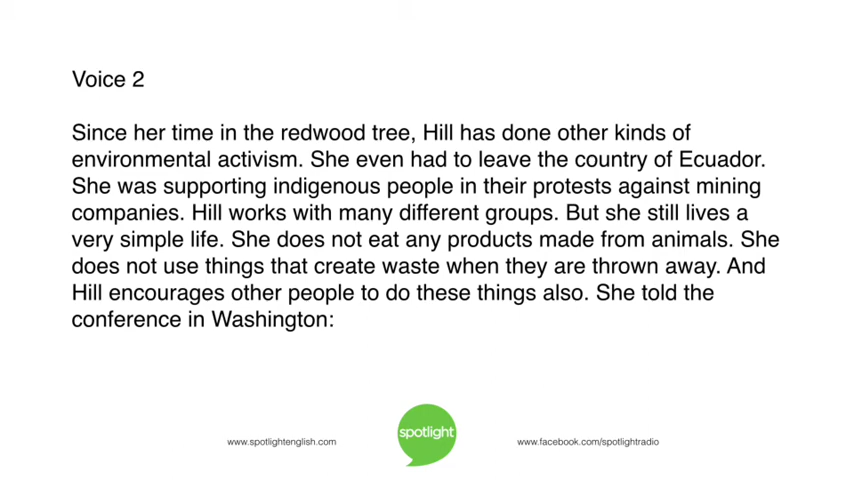 Voice 2
Since her time in the redwood tree, Hill has done other kinds of
environmental activism. She even had to leave the country of Ecuador.
She was supporting indigenous people in their protests against mining
companies. Hill works with many different groups. But she still lives a
very simple life. She does not eat any products made from animals. She
does not use things that create waste when they are thrown away. And
Hill encourages other people to do these things also. She told the
conference in Washington:
spotlight
www.spotlightenglish.com
www.facebook.com/spotlightradio